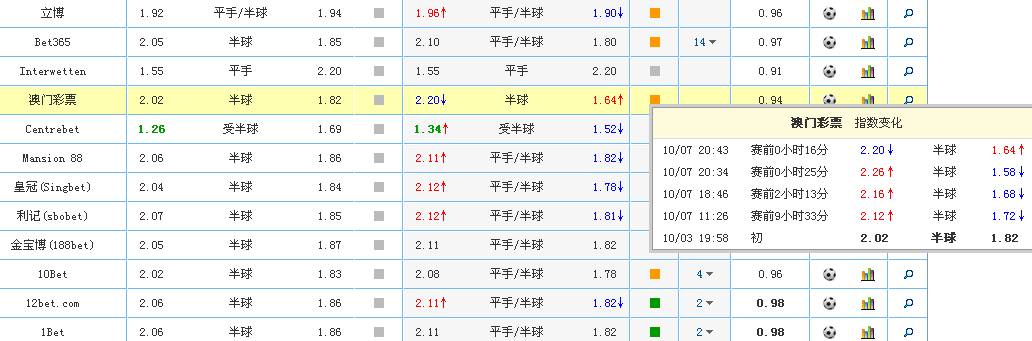 立博 1.92 平手/半球 1.94 1.96↑ 平手/半球 1.90↓ 0.96
Bet365 2.05 半球 1.85 2.10 平手/半球 1.80 14 0.97
Interwetten 1.55 平手 2.20 1.55 平手 2.20 0.91
澳门彩票 2.02 半球 1.82 2.20↓ 半球 1.64↑ 0.94
Centrebet 1.26 受半球 1.69 1.34↑ 受半球 1.52↓
Mansion 88 2.06 半球 1.86 2.11↑ 平手/半球 1.82↓
皇冠(Singbet) 2.04 半球 1.84 2.12↑ 平手/半球 1.78↓
利记(sbobet) 2.07 半球 1.85 2.12↑ 平手/半球 1.81↓
金宝博(188bet) 2.05 半球 1.87 2.11 平手/半球 1.82
10Bet 2.02 半球 1.83 2.08 平手/半球 1.78 4 0.96
12bet.com 2.06 半球 1.86 2.11↑ 平手/半球 1.82↓ 2 0.98
1Bet 2.06 半球 1.86 2.11 平手/半球 1.82 2 0.98
澳门彩票 指数变化
10/07 20:43 赛前0小时16分 2.20↓ 半球 1.64↑
10/07 20:34 赛前0小时25分 2.26↑ 半球 1.58↓
10/07 18:46 赛前2小时13分 2.16↑ 半球 1.68↓
10/07 11:26 赛前9小时33分 2.12↑ 半球 1.72↓
10/03 19:58 初 2.02 半球 1.82